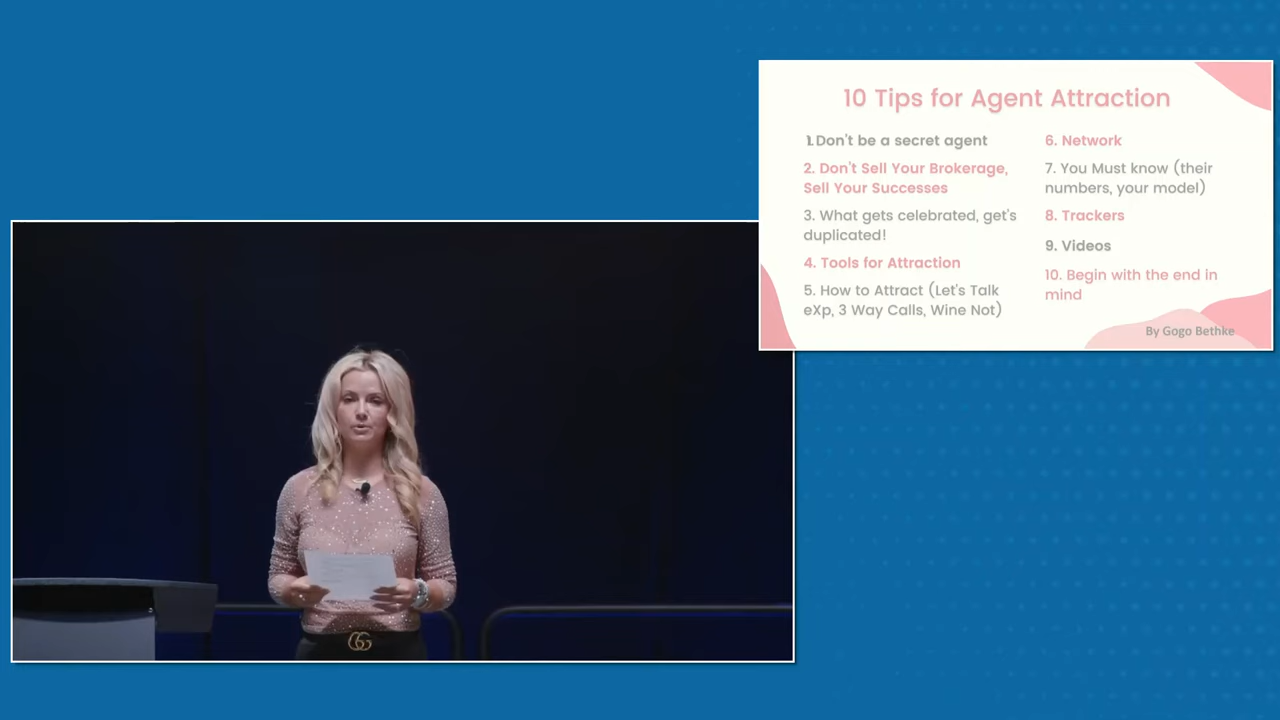 10 Tips for Agent Attraction
1. Don't be a secret agent
2. Don't Sell Your Brokerage,
Sell Your Successes
3. What gets celebrated, get's
duplicated!
4. Tools for Attraction
5. How to Attract (Let's Talk
eXp, 3 Way Calls, Wine Not)
6. Network
7. You Must know (their
numbers, your model)
8. Trackers
9. Videos
10. Begin with the end in
mind
By Gogo Bethke